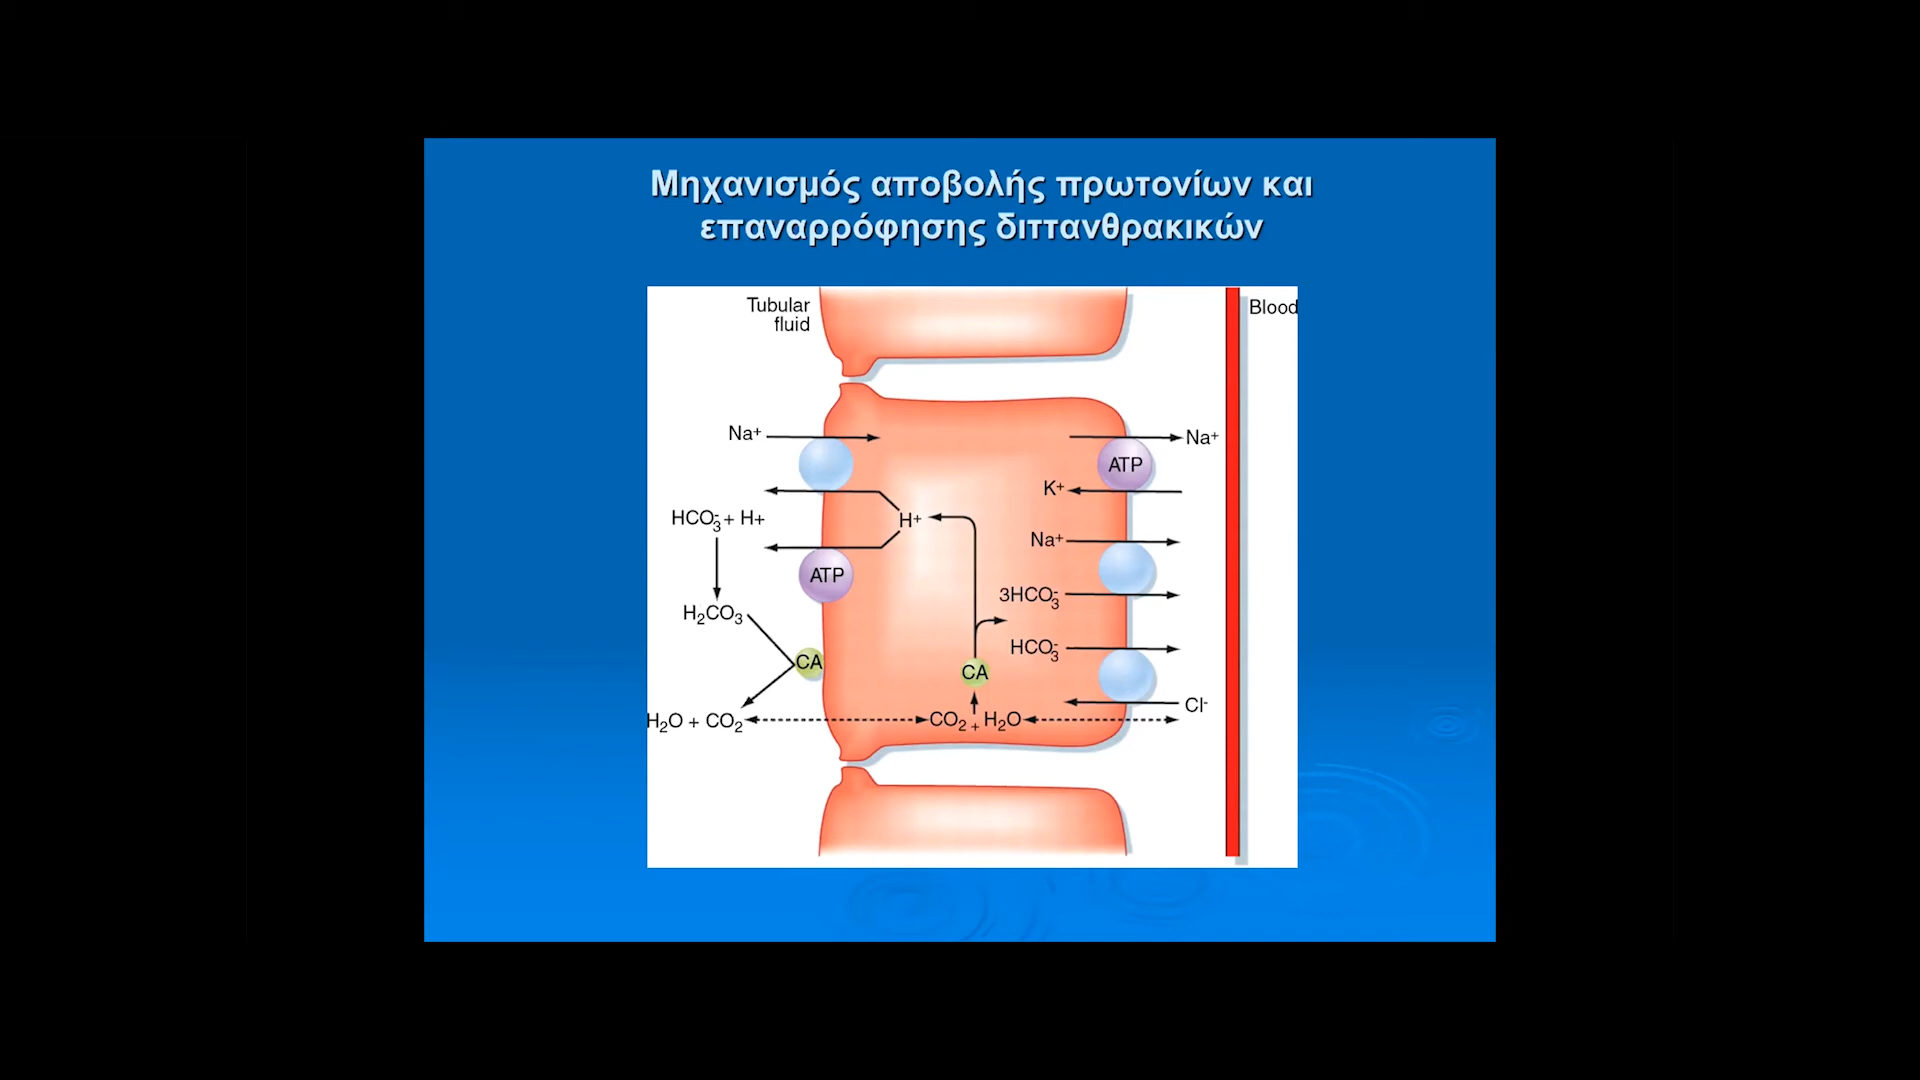 Μηχανισμός αποβολής πρωτονίων και
επαναρρόφησης διττανθρακικών
Tubular
fluid
Blood
Na⁺
Na⁺
ATP
K⁺
H⁺
HCO₃⁻ + H+
Na⁺
ATP
3HCO₃⁻
H₂CO₃
HCO₃⁻
CA
CA
Cl⁻
H₂O + CO₂
CO₂ + H₂O